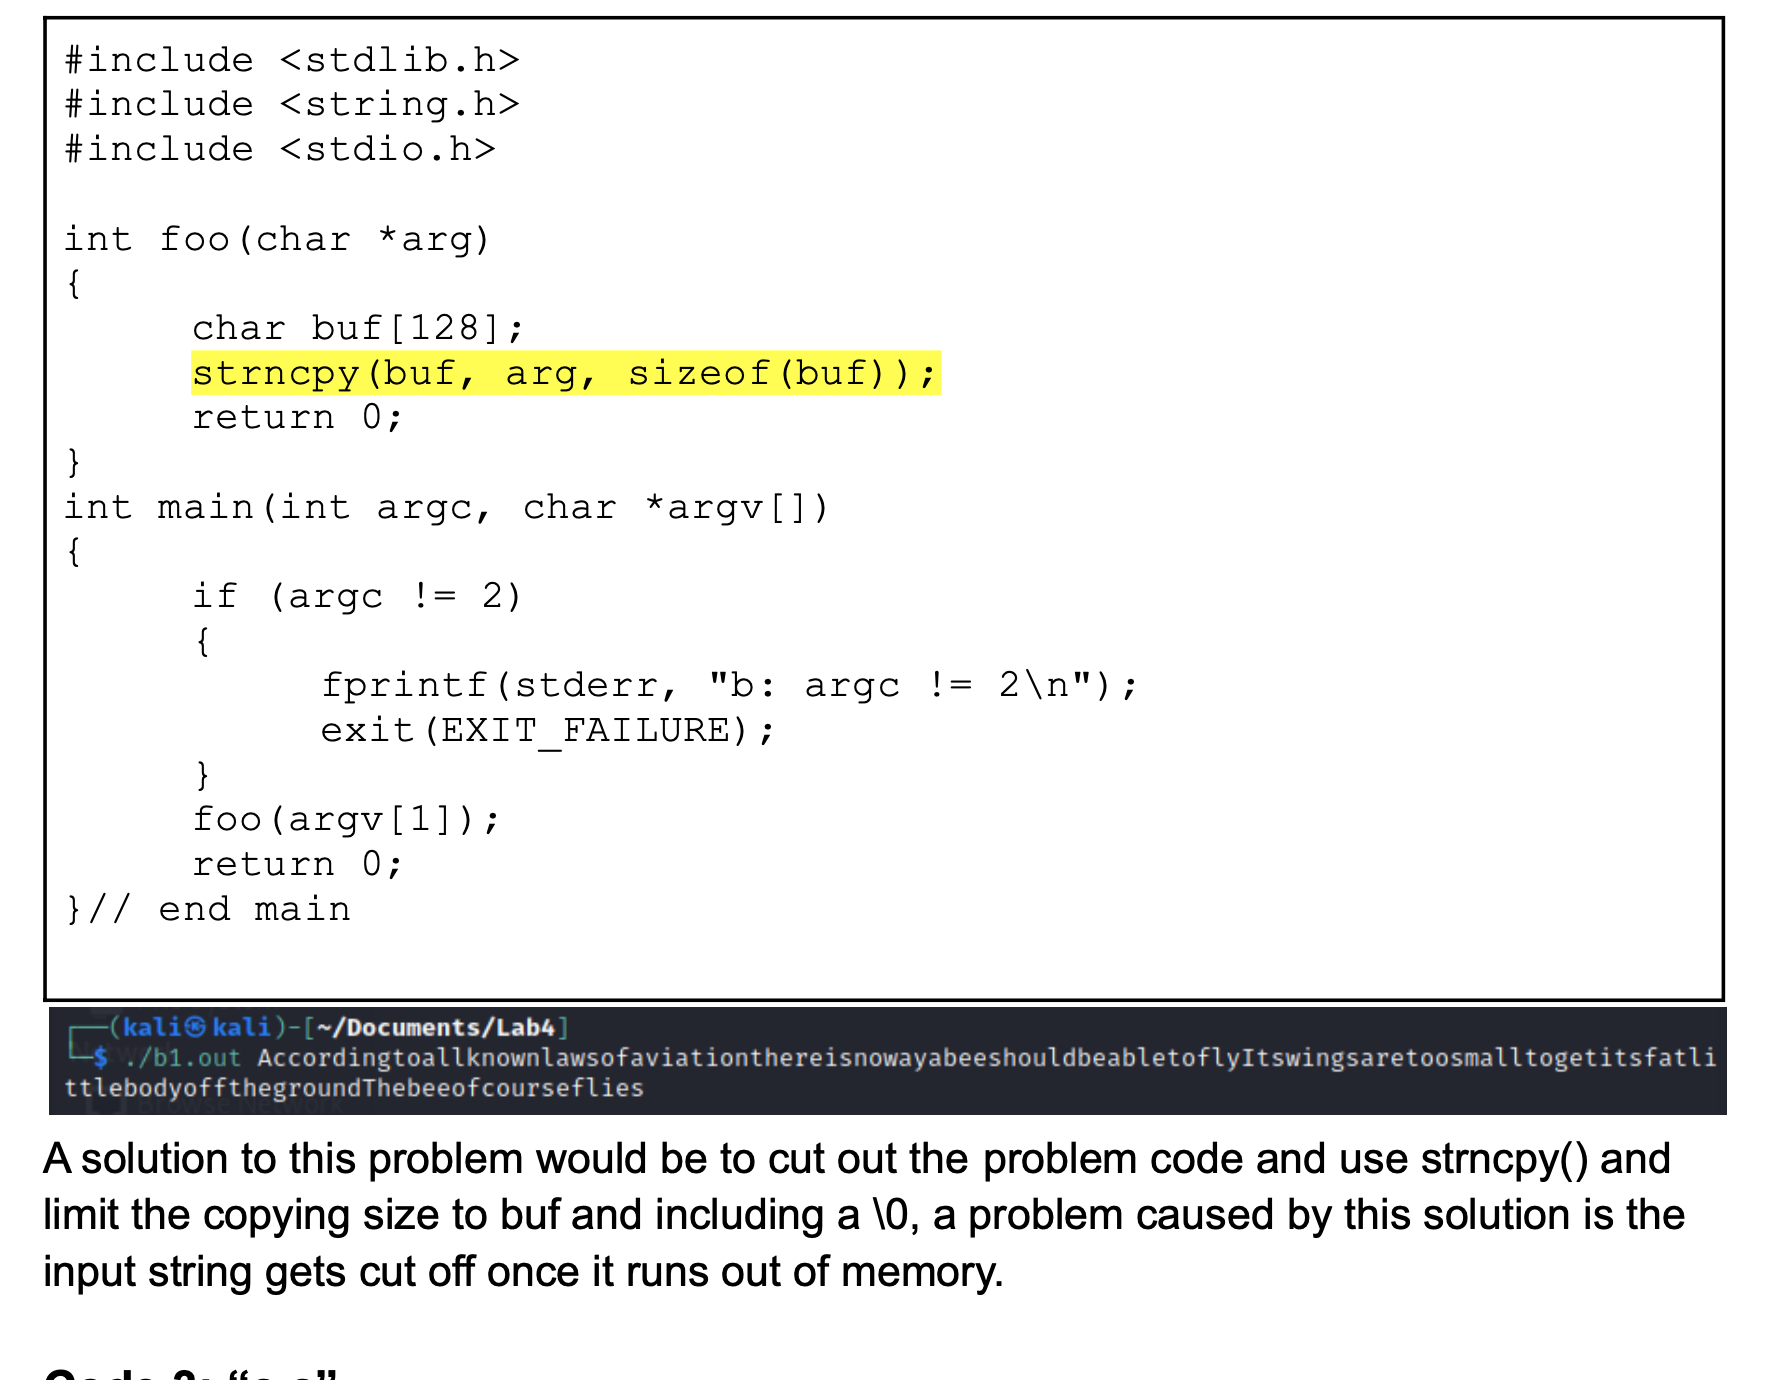 #include <stdlib.h>
#include <string.h>
#include <stdio.h>
int foo(char *arg)
{
char buf[128];
strncpy(buf, arg, sizeof(buf));
return 0;
}
int main(int argc, char *argv[])
{
if (argc != 2)
{
fprintf(stderr, "b: argc != 2\n");
exit(EXIT_FAILURE);
}
foo(argv[1]);
return 0;
}// end main
(kali㉿kali)-[~/Documents/Lab4]
$ ./b1.out AccordingtoallknownlawsofaviationthereisnowayabeeshouldbeabletoflyItswingsaretoosmalltogetitsfatli
ttlebodyoffthegroundThebeeofcourseflies
A solution to this problem would be to cut out the problem code and use strncpy() and
limit the copying size to buf and including a \0, a problem caused by this solution is the
input string gets cut off once it runs out of memory.